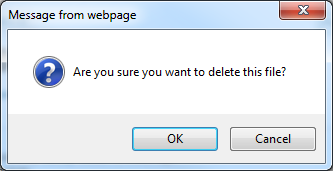 Message from webpage
Are you sure you want to delete this file?
OK
Cancel